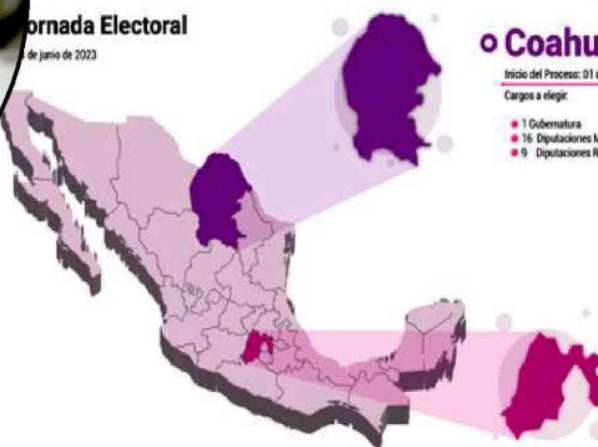 ornada Electoral
de junio de 2023
Coahu
Inicio del Proceso: 01
Cargos a elegir:
1 Gubernatura
16 Diputaciones M
9 Diputaciones R